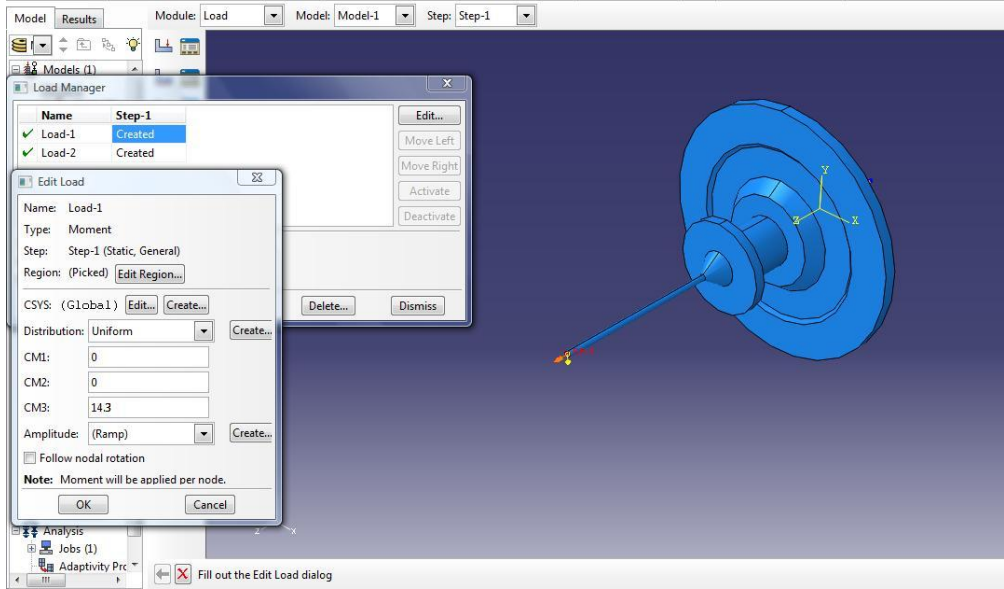 Model Results
Module: Load Model: Model-1 Step: Step-1
Models (1)
Load Manager
Name Step-1
Load-1 Created
Load-2 Created
Edit...
Move Left
Move Right
Activate
Deactivate
Delete... Dismiss
Edit Load
Name: Load-1
Type: Moment
Step: Step-1 (Static, General)
Region: (Picked) Edit Region...
CSYS: (Global) Edit... Create...
Distribution: Uniform Create...
CM1: 0
CM2: 0
CM3: 14.3
Amplitude: (Ramp) Create...
Follow nodal rotation
Note: Moment will be applied per node.
OK Cancel
Analysis
Jobs (1)
Adaptivity Prc
Y
Z X
Z X
Fill out the Edit Load dialog